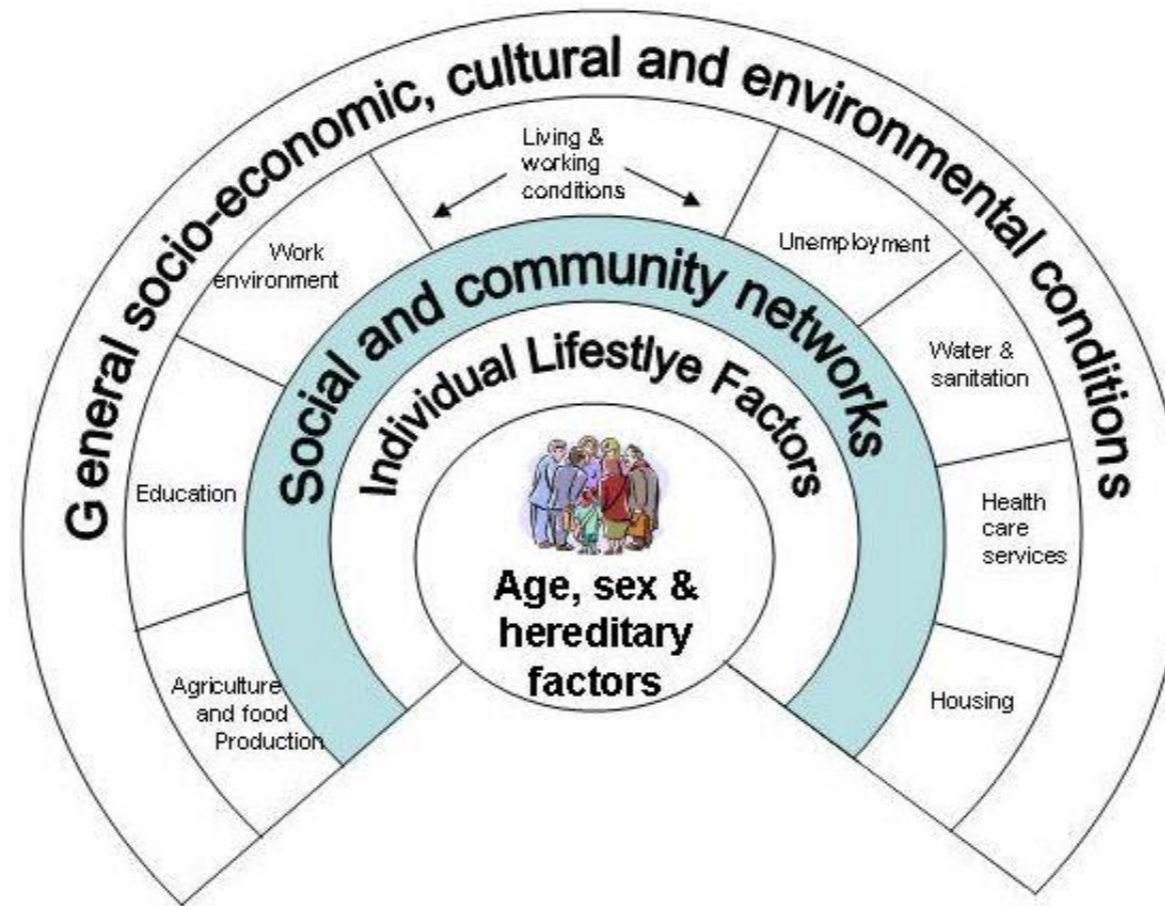 General socio-economic, cultural and environmental conditions
Living &
working
conditions
Work
environment
Unemployment
Education
Water &
sanitation
Agriculture
and food
Production
Health
care
services
Housing
Social and community networks
Individual Lifestlye Factors
Age, sex &
hereditary
factors